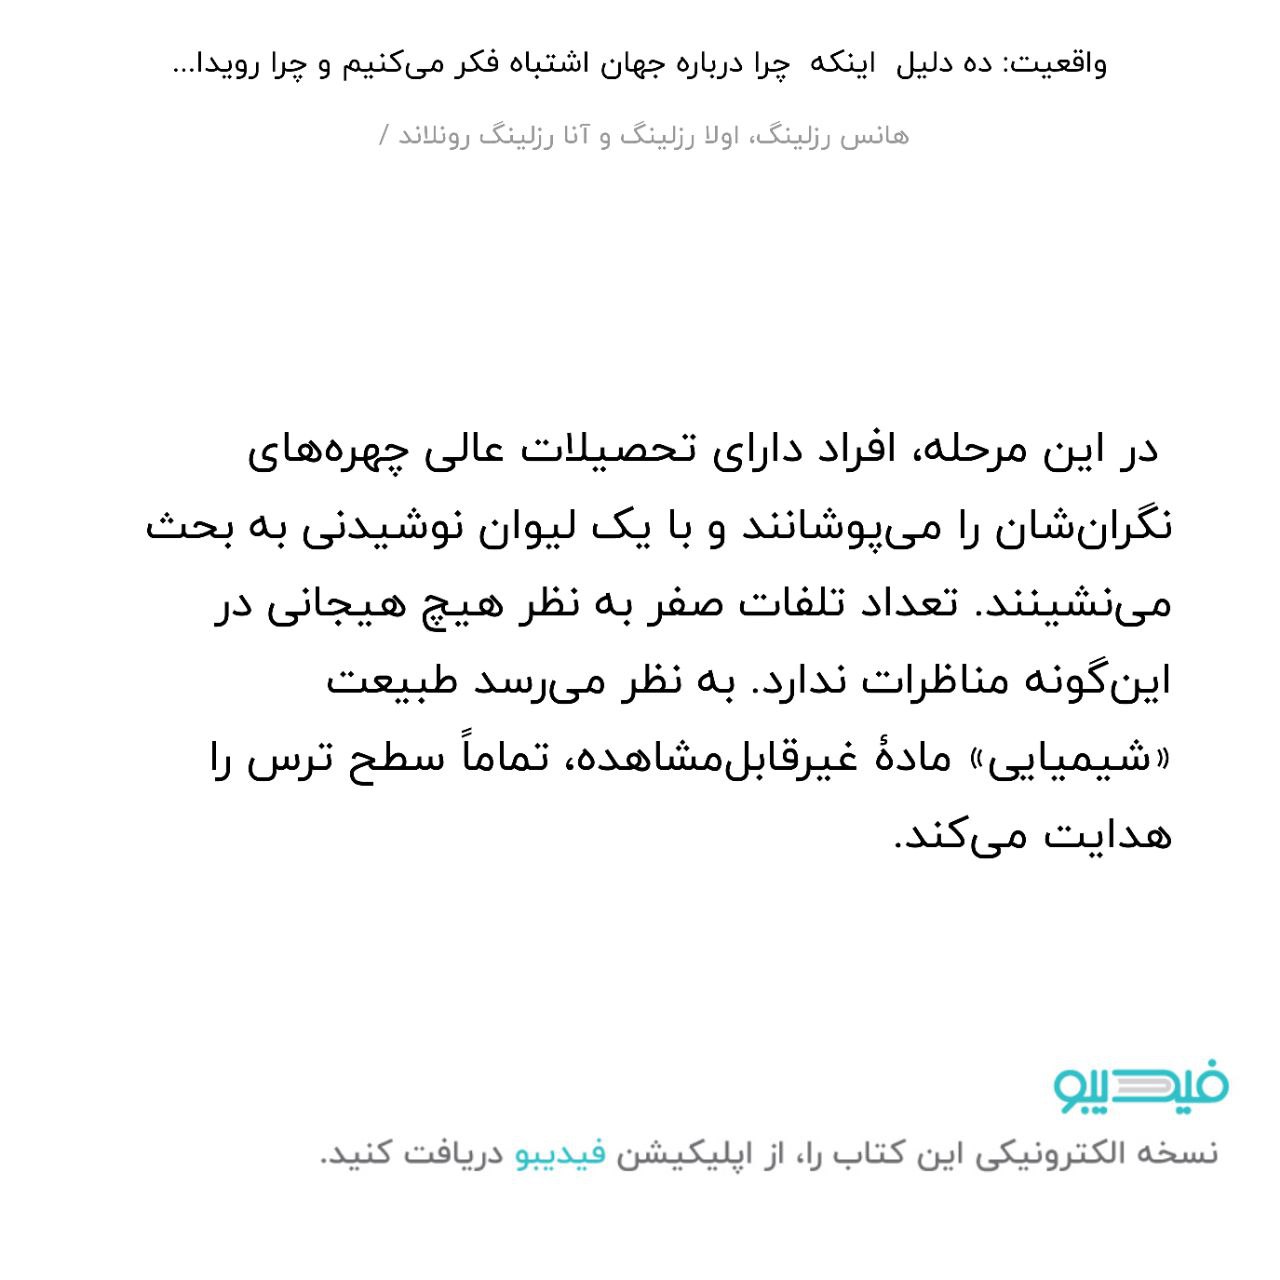 واقعیت: ده دلیل اینکه چرا درباره جهان اشتباه فکر می‌کنیم و چرا رویدا...
هانس رزلینگ، اولا رزلینگ و آنا رزلینگ رونلاند /
در این مرحله، افراد دارای تحصیلات عالی چهره‌های
نگران‌شان را می‌پوشانند و با یک لیوان نوشیدنی به بحث
می‌نشینند. تعداد تلفات صفر به نظر هیچ هیجانی در
این‌گونه مناظرات ندارد. به نظر می‌رسد طبیعت
«شیمیایی» مادهٔ غیرقابل‌مشاهده، تماماً سطح ترس را
هدایت می‌کند.
فیدیبو
نسخه الکترونیکی این کتاب را، از اپلیکیشن فیدیبو دریافت کنید.